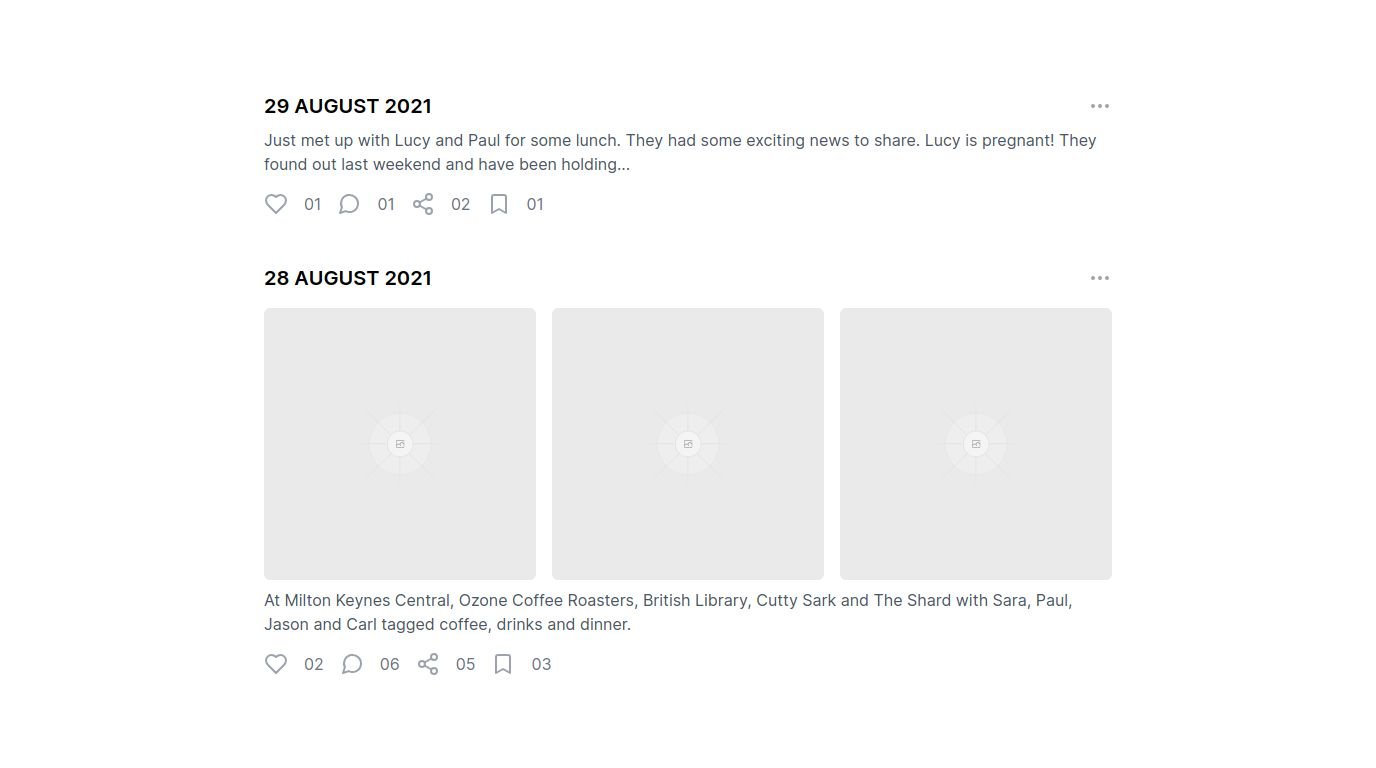 29 AUGUST 2021
Just met up with Lucy and Paul for some lunch. They had some exciting news to share. Lucy is pregnant! They
found out last weekend and have been holding...
01 01 02 01
28 AUGUST 2021
At Milton Keynes Central, Ozone Coffee Roasters, British Library, Cutty Sark and The Shard with Sara, Paul,
Jason and Carl tagged coffee, drinks and dinner.
02 06 05 03